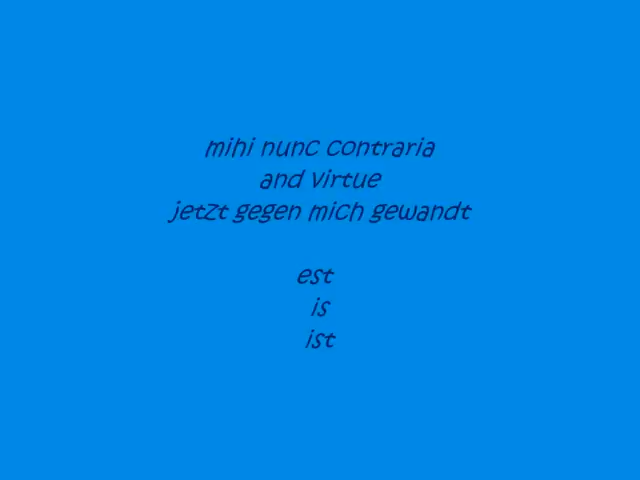 mihi nunc contraria
and virtue
jetzt gegen mich gewandt
est
is
ist